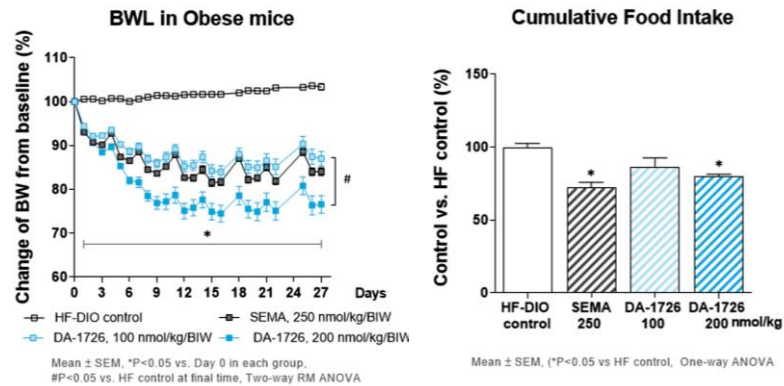 BWL in Obese mice
Change of BW from baseline (%)
110
100
90
80
70
60
0 3 6 9 12 15 18 21 24 27 Days
*
#
HF-DIO control
SEMA, 250 nmol/kg/BIW
DA-1726, 100 nmol/kg/BIW
DA-1726, 200 nmol/kg/BIW
Mean ± SEM, *P<0.05 vs. Day 0 in each group,
#P<0.05 vs. HF control at final time, Two-way RM ANOVA
Cumulative Food Intake
Control vs. HF control (%)
150
100
50
0
*
*
HF-DIO control
SEMA 250
DA-1726 100
DA-1726 200 nmol/kg
Mean ± SEM, (*P<0.05 vs HF control, One-way ANOVA